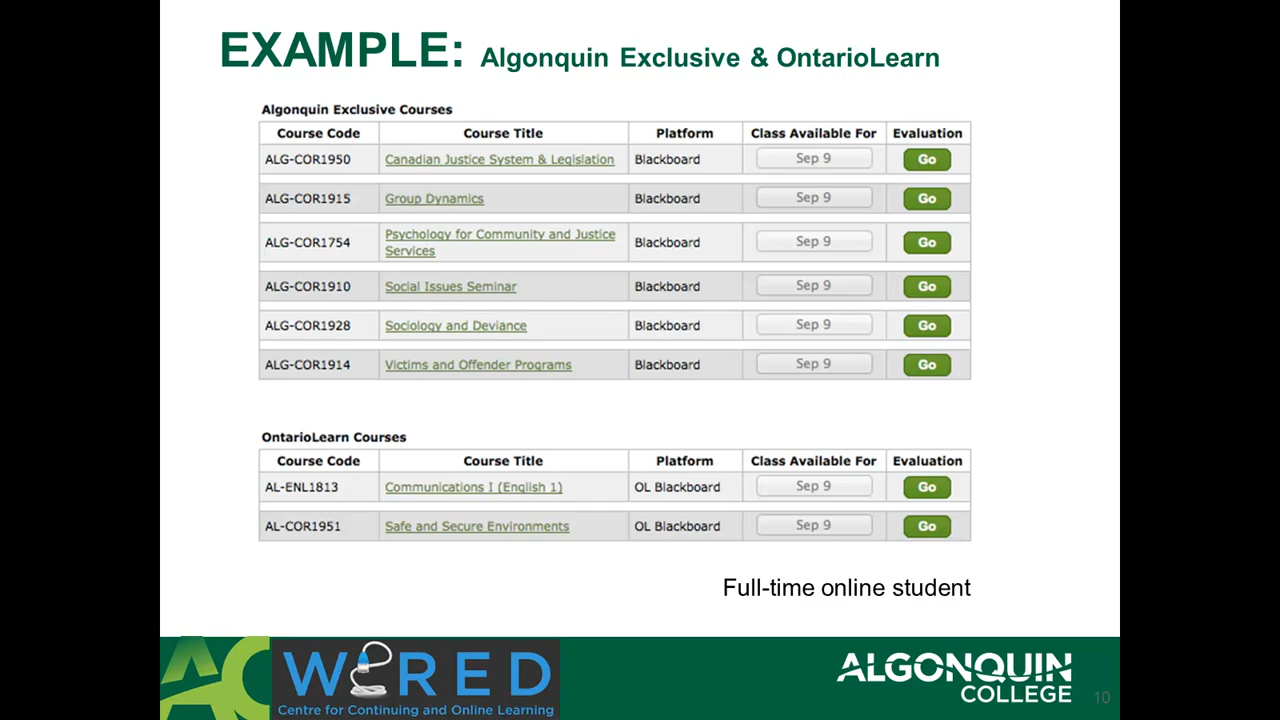 EXAMPLE: Algonquin Exclusive & OntarioLearn
Algonquin Exclusive Courses
Course Code Course Title Platform Class Available For Evaluation
ALG-COR1950 Canadian Justice System & Legislation Blackboard Sep 9 Go
ALG-COR1915 Group Dynamics Blackboard Sep 9 Go
ALG-COR1754 Psychology for Community and Justice Blackboard Sep 9 Go
Services
ALG-COR1910 Social Issues Seminar Blackboard Sep 9 Go
ALG-COR1928 Sociology and Deviance Blackboard Sep 9 Go
ALG-COR1914 Victims and Offender Programs Blackboard Sep 9 Go
OntarioLearn Courses
Course Code Course Title Platform Class Available For Evaluation
AL-ENL1813 Communications I (English 1) OL Blackboard Sep 9 Go
AL-COR1951 Safe and Secure Environments OL Blackboard Sep 9 Go
Full-time online student
AC WIRED
Centre for Continuing and Online Learning
ALGONQUIN
COLLEGE
10